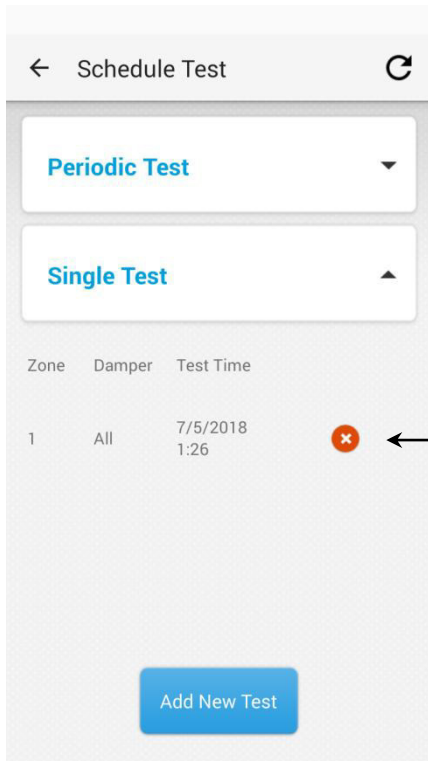 Schedule Test
Periodic Test
Single Test
Zone Damper Test Time
1 All 7/5/2018
1:26
Add New Test